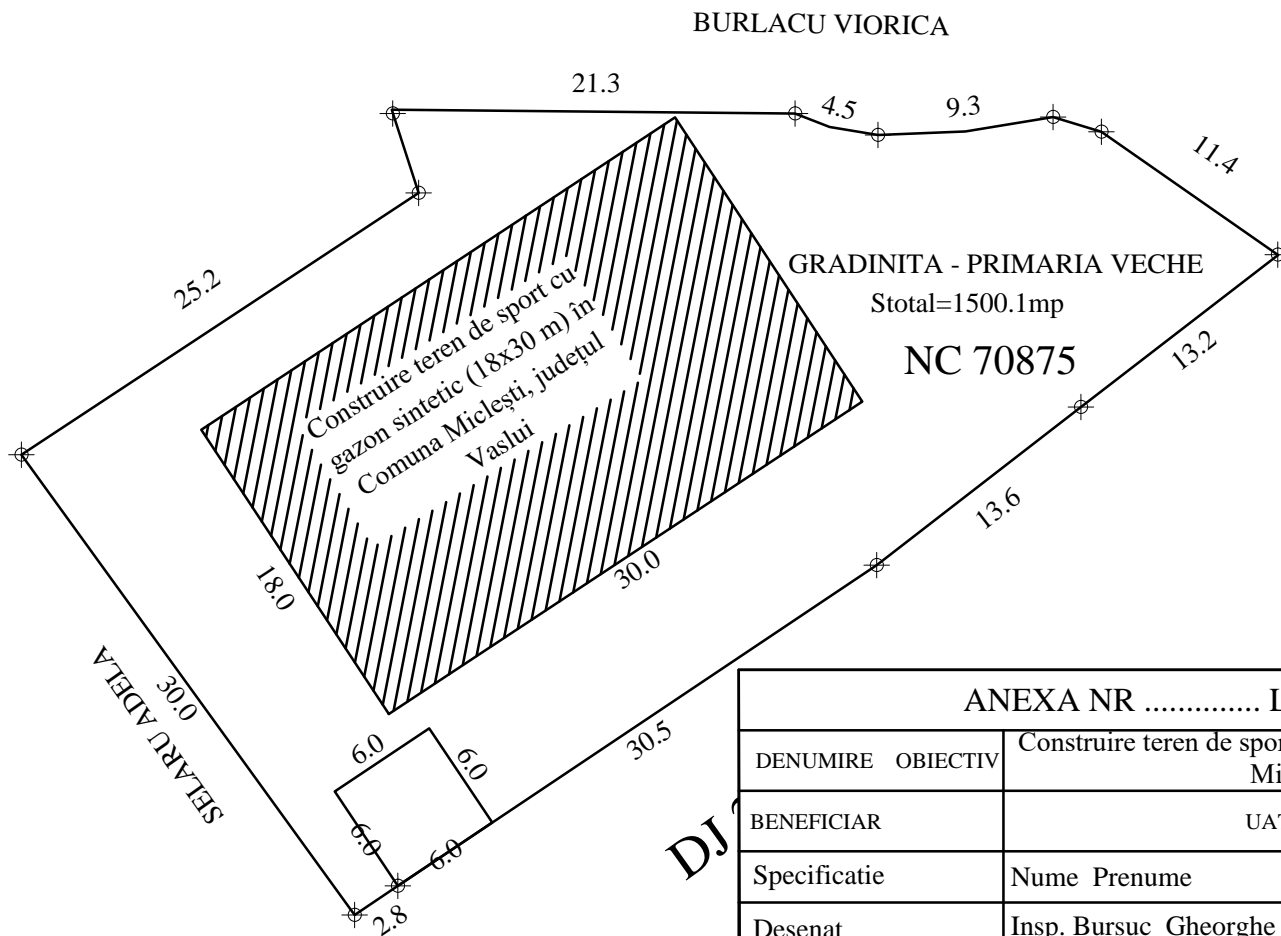 BURLACU VIORICA
21.3
4.5
9.3
11.4
25.2
GRADINITA - PRIMARIA VECHE
Stotal=1500.1mp
NC 70875
13.2
Construire teren de sport cu
gazon sintetic (18x30 m) în
Comuna Miclești, județul
Vaslui
13.6
18.0
30.0
SELARU ADELA
30.0
30.5
6.0
6.0
6.0
6.0
2.8
DJ
ANEXA NR .............
DENUMIRE OBIECTIV
Construire teren de
BENEFICIAR
Specificatie
Nume Prenume
Desenat
Insp. Bursuc Gheorghe